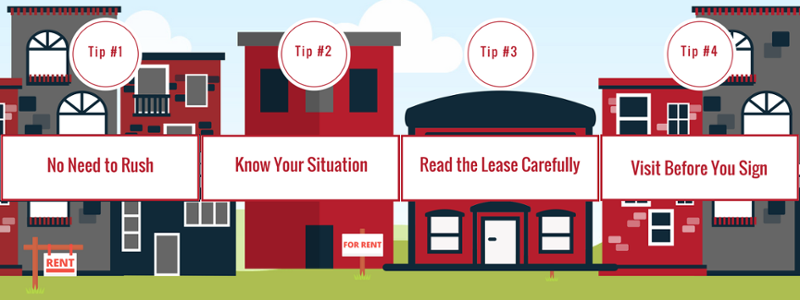 Tip #1
Tip #2
Tip #3
Tip #4
No Need to Rush
Know Your Situation
Read the Lease Carefully
Visit Before You Sign
FOR RENT
RENT